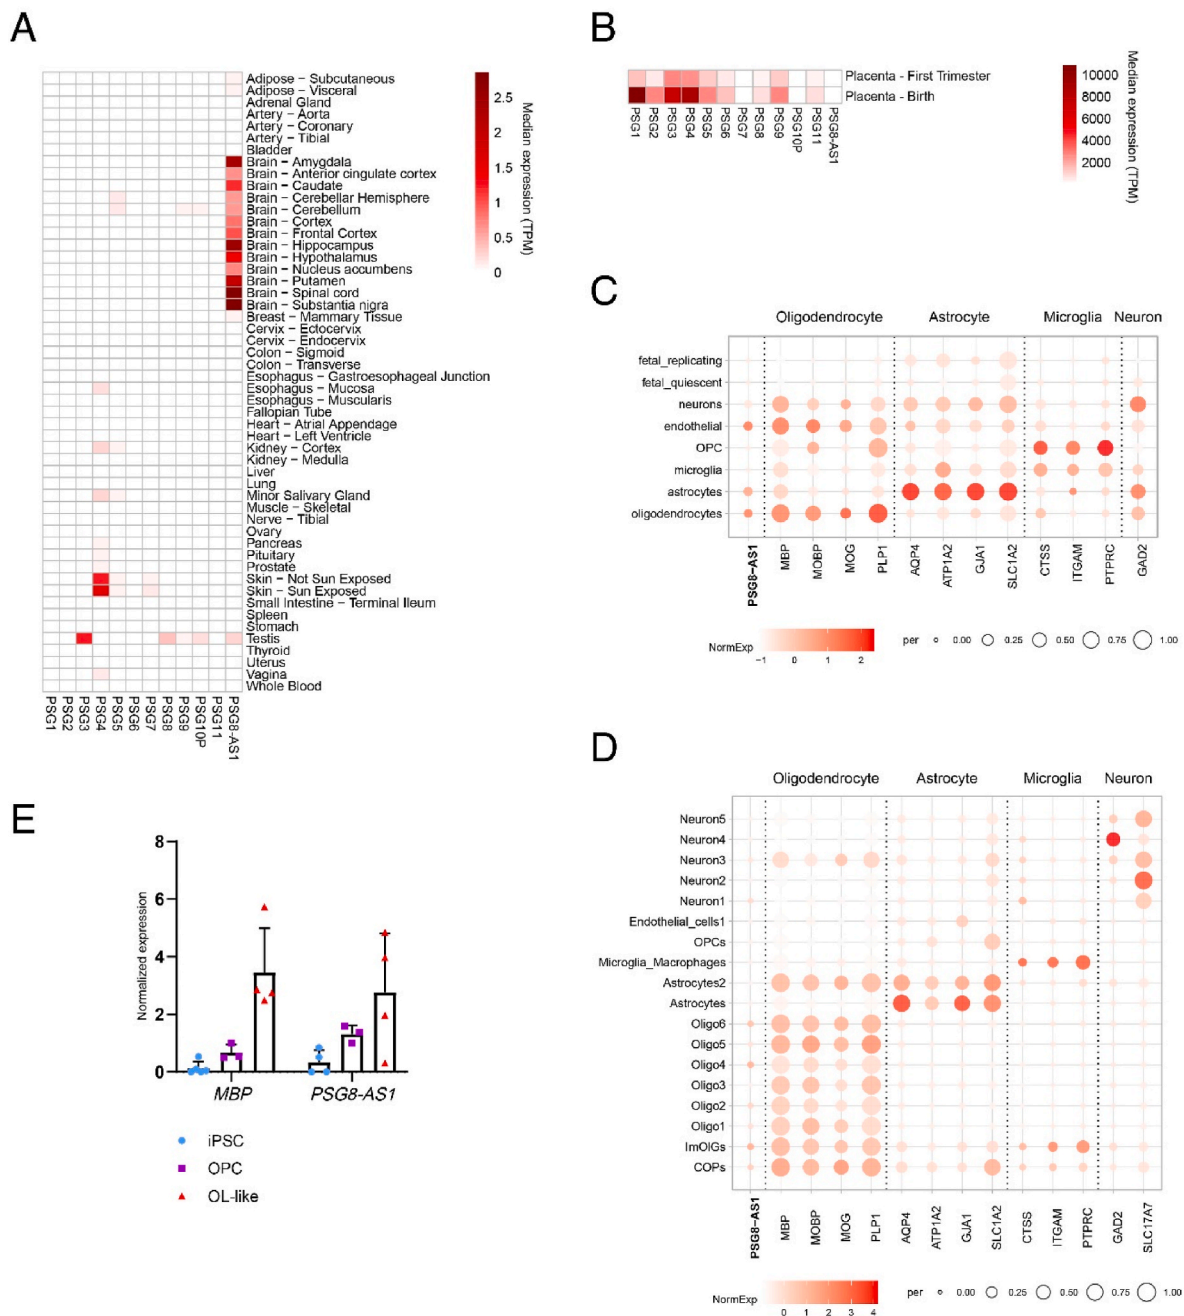 A
Adipose − Subcutaneous
Adipose − Visceral
Adrenal Gland
Artery − Aorta
Artery − Coronary
Artery − Tibial
Bladder
Brain − Amygdala
Brain − Anterior cingulate cortex
Brain − Caudate
Brain − Cerebellar Hemisphere
Brain − Cerebellum
Brain − Cortex
Brain − Frontal Cortex
Brain − Hippocampus
Brain − Hypothalamus
Brain − Nucleus accumbens
Brain − Putamen
Brain − Spinal cord
Brain − Substantia nigra
Breast − Mammary Tissue
Cervix − Ectocervix
Cervix − Endocervix
Colon − Sigmoid
Colon − Transverse
Esophagus − Gastroesophageal Junction
Esophagus − Mucosa
Esophagus − Muscularis
Fallopian Tube
Heart − Atrial Appendage
Heart − Left Ventricle
Kidney − Cortex
Kidney − Medulla
Liver
Lung
Minor Salivary Gland
Muscle − Skeletal
Nerve − Tibial
Ovary
Pancreas
Pituitary
Prostate
Skin − Not Sun Exposed
Skin − Sun Exposed
Small Intestine − Terminal Ileum
Spleen
Stomach
Testis
Thyroid
Uterus
Vagina
Whole Blood
PSG1
PSG2
PSG3
PSG4
PSG5
PSG6
PSG7
PSG8
PSG9
PSG10P
PSG11
PSG8-AS1
2.5
2
1.5
1
0.5
0
Median expression (TPM)
B
Placenta - First Trimester
Placenta - Birth
PSG1
PSG2
PSG3
PSG4
PSG5
PSG6
PSG7
PSG8
PSG9
PSG10P
PSG11
PSG8-AS1
10000
8000
6000
4000
2000
Median expression (TPM)
C
Oligodendrocyte Astrocyte Microglia Neuron
fetal_replicating
fetal_quiescent
neurons
endothelial
OPC
microglia
astrocytes
oligodendrocytes
PSG8−AS1
MBP
MOBP
MOG
PLP1
AQP4
ATP1A2
GJA1
SLC1A2
CTSS
ITGAM
PTPRC
GAD2
NormExp
−1 0 1 2
per 0.00 0.25 0.50 0.75 1.00
D
Oligodendrocyte Astrocyte Microglia Neuron
Neuron5
Neuron4
Neuron3
Neuron2
Neuron1
Endothelial_cells1
OPCs
Microglia_Macrophages
Astrocytes2
Astrocytes
Oligo6
Oligo5
Oligo4
Oligo3
Oligo2
Oligo1
ImOlGs
COPs
PSG8−AS1
MBP
MOBP
MOG
PLP1
AQP4
ATP1A2
GJA1
SLC1A2
CTSS
ITGAM
PTPRC
GAD2
SLC17A7
NormExp
0 1 2 3 4
per 0.00 0.25 0.50 0.75 1.00
E
Normalized expression
8
6
4
2
0
MBP PSG8-AS1
iPSC
OPC
OL-like